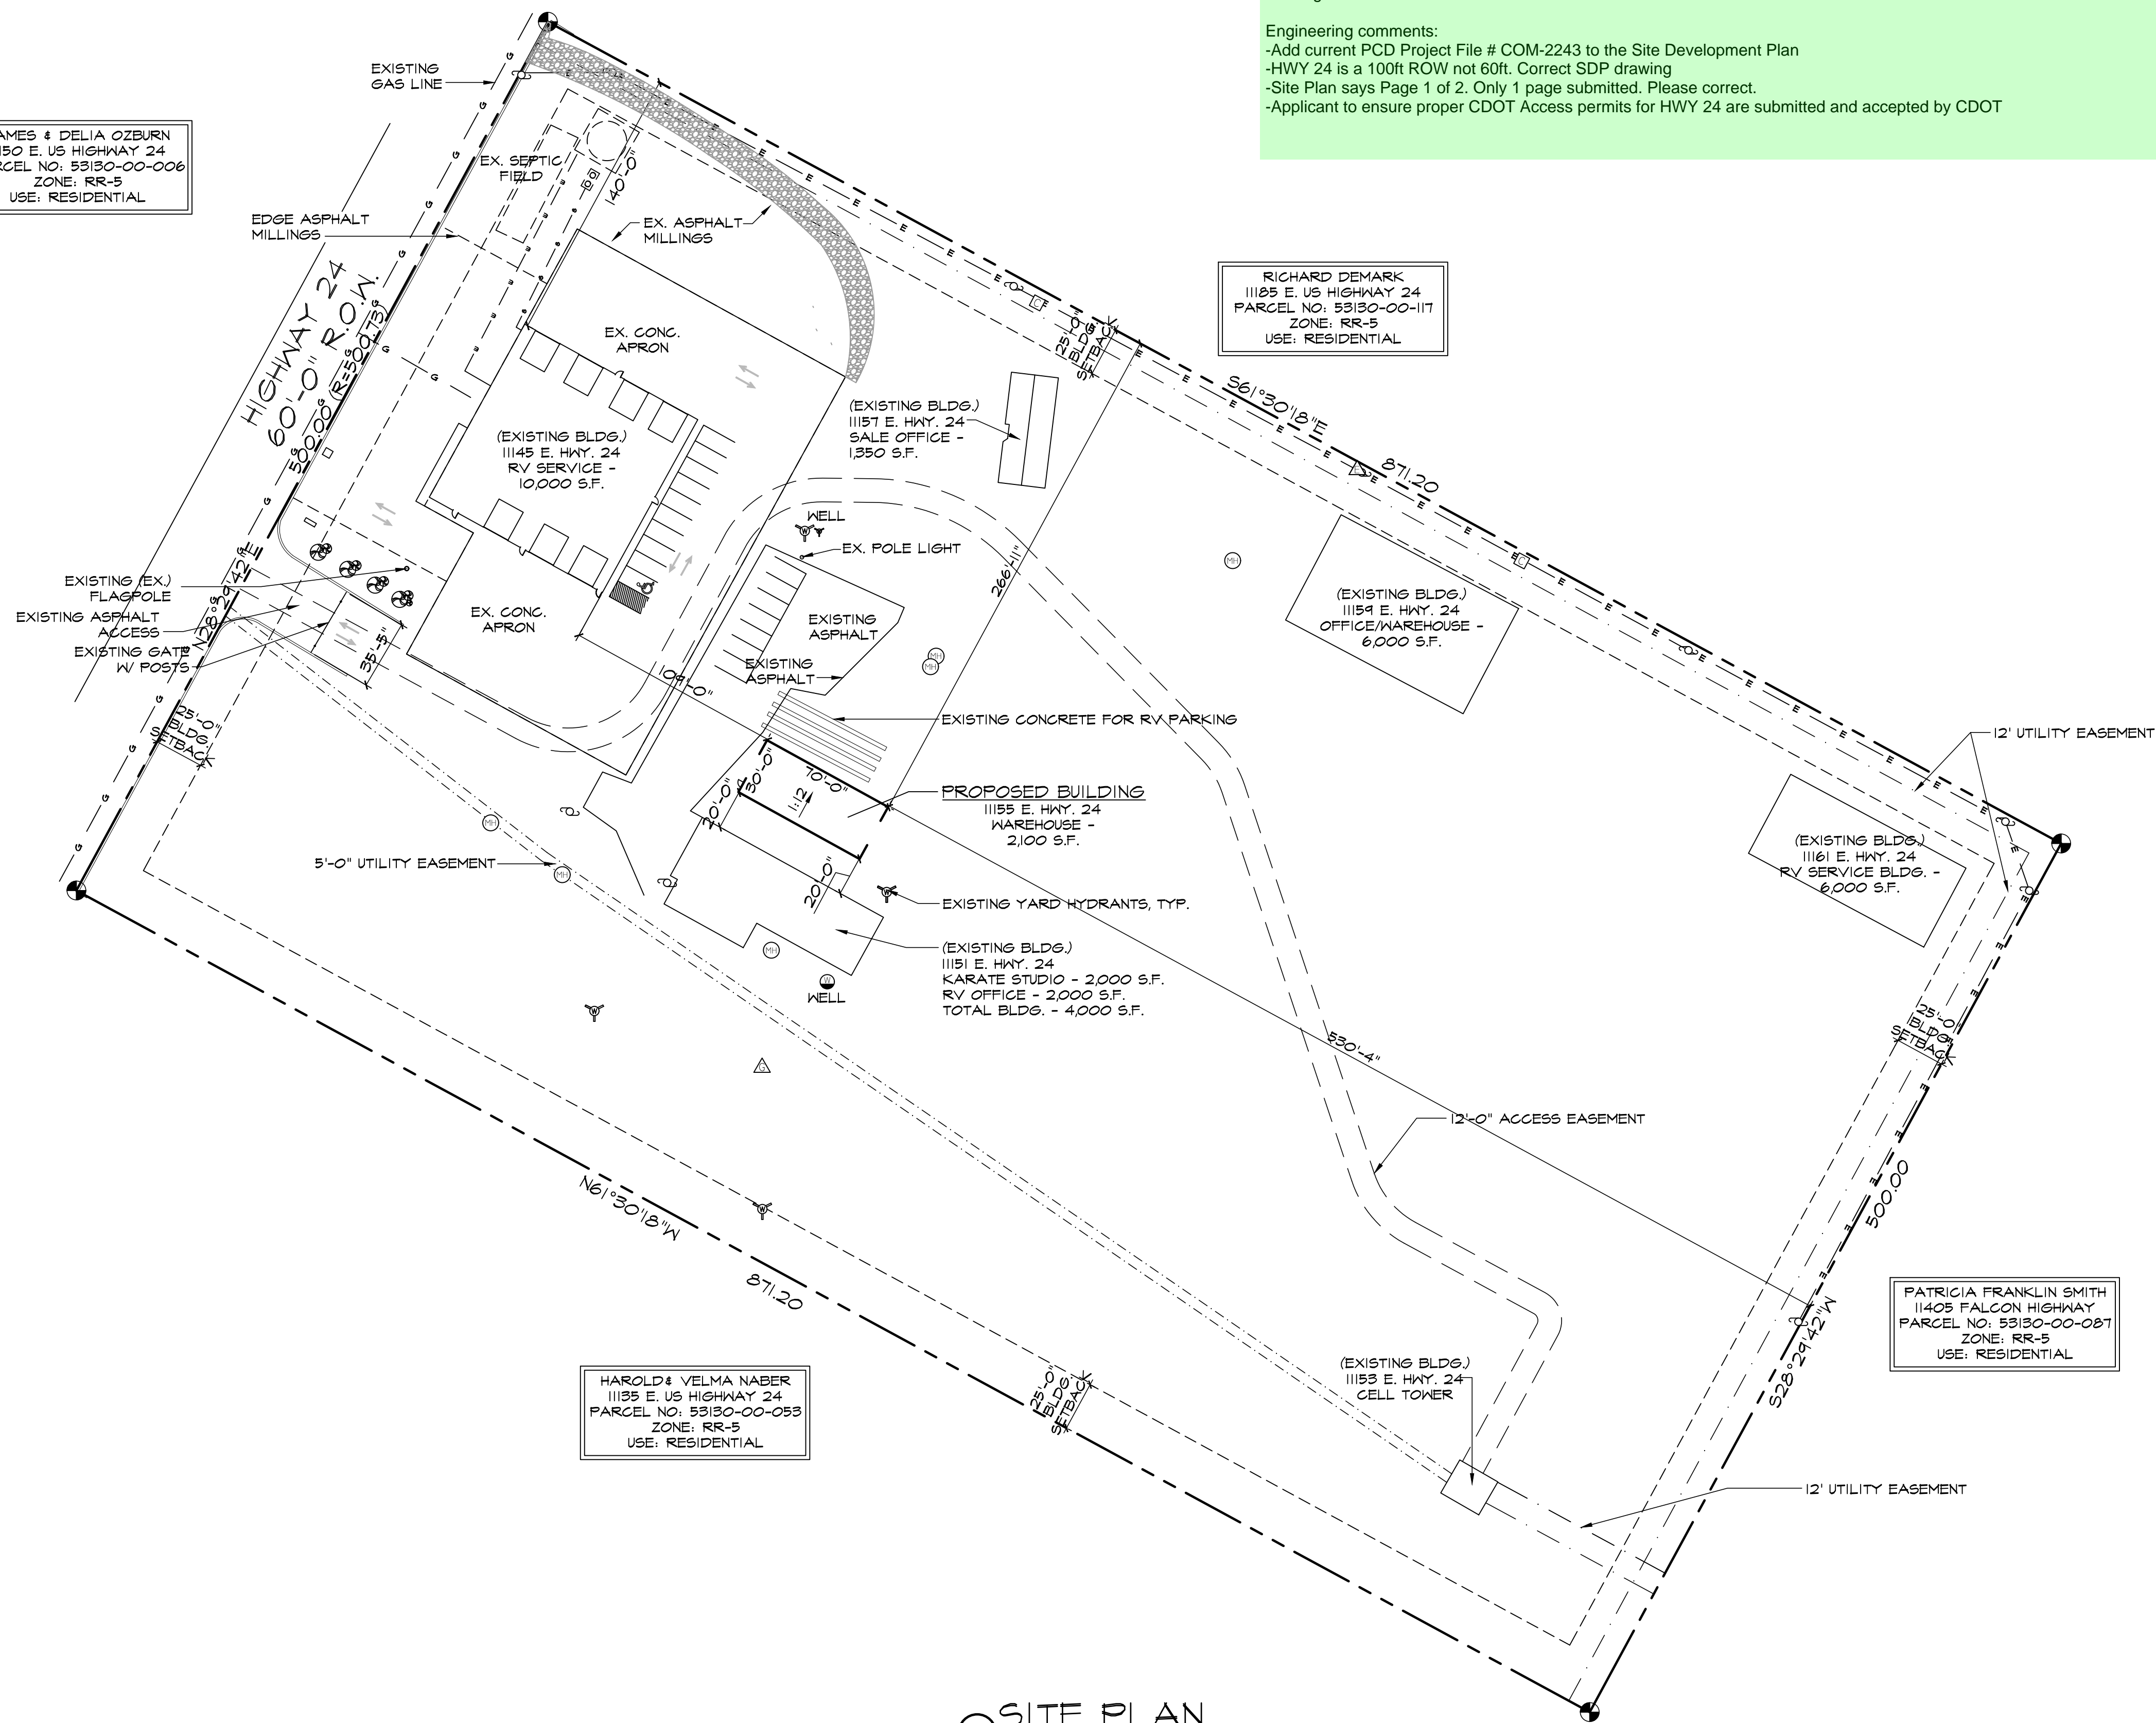 Engineering comments:
-Add current PCD Project File # COM-2243 to the Site Development Plan
-HWY 24 is a 100ft ROW not 60ft. Correct SDP drawing
-Site Plan says Page 1 of 2. Only 1 page submitted. Please correct.
-Applicant to ensure proper CDOT Access permits for HWY 24 are submitted and accepted by CDOT
EXISTING
GAS LINE
AMES & DELIA OZBURN
150 E. US HIGHWAY 24
RCEL NO: 53130-00-006
ZONE: RR-5
USE: RESIDENTIAL
EX. SEPTIC
FIELD
140'-0"
EDGE ASPHALT
MILLINGS
EX. ASPHALT
MILLINGS
HIGHWAY 24
60'-0" R.O.W.
500.00 (R=500.73)
EX. CONC.
APRON
RICHARD DEMARK
11185 E. US HIGHWAY 24
PARCEL NO: 53130-00-117
ZONE: RR-5
USE: RESIDENTIAL
25'-0"
BLDG.
SETBACK
S61°30'18"E
871.20
(EXISTING BLDG.)
11157 E. HWY. 24
SALE OFFICE -
1,350 S.F.
(EXISTING BLDG.)
11145 E. HWY. 24
RV SERVICE -
10,000 S.F.
WELL
EX. POLE LIGHT
266'-11"
MH
EXISTING (EX.)
FLAGPOLE
EXISTING ASPHALT
ACCESS
EXISTING GATE
W/ POSTS
N28°29'42"E
35'-5"
EX. CONC.
APRON
EXISTING
ASPHALT
EXISTING
ASPHALT
MH
MH
109'-0"
(EXISTING BLDG.)
11159 E. HWY. 24
OFFICE/WAREHOUSE -
6,000 S.F.
25'-0"
BLDG.
SETBACK
EXISTING CONCRETE FOR RV PARKING
12' UTILITY EASEMENT
20'-0"
30'-0"
70'-0"
1:12
PROPOSED BUILDING
11155 E. HWY. 24
WAREHOUSE -
2,100 S.F.
MH
5'-0" UTILITY EASEMENT
MH
20'-0"
EXISTING YARD HYDRANTS, TYP.
(EXISTING BLDG.)
11161 E. HWY. 24
RV SERVICE BLDG. -
6,000 S.F.
MH
(EXISTING BLDG.)
11151 E. HWY. 24
KARATE STUDIO - 2,000 S.F.
RV OFFICE - 2,000 S.F.
TOTAL BLDG. - 4,000 S.F.
WELL
25'-0"
BLDG.
SETBACK
530'-4"
G
12'-0" ACCESS EASEMENT
500.00
N61°30'18"W
871.20
S28°29'42"W
PATRICIA FRANKLIN SMITH
11405 FALCON HIGHWAY
PARCEL NO: 53130-00-087
ZONE: RR-5
USE: RESIDENTIAL
HAROLD& VELMA NABER
11135 E. US HIGHWAY 24
PARCEL NO: 53130-00-053
ZONE: RR-5
USE: RESIDENTIAL
25'-0"
BLDG.
SETBACK
(EXISTING BLDG.)
11153 E. HWY. 24
CELL TOWER
12' UTILITY EASEMENT
SITE PLAN